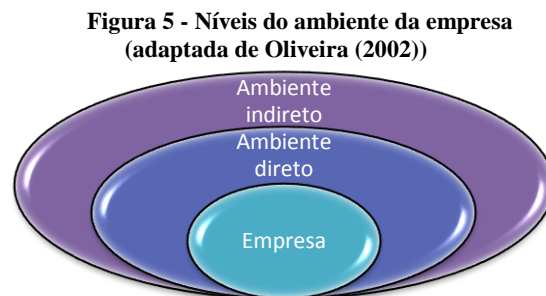 Figura 5 - Níveis do ambiente da empresa
(adaptada de Oliveira (2002))
Ambiente
indireto
Ambiente
direto
Empresa